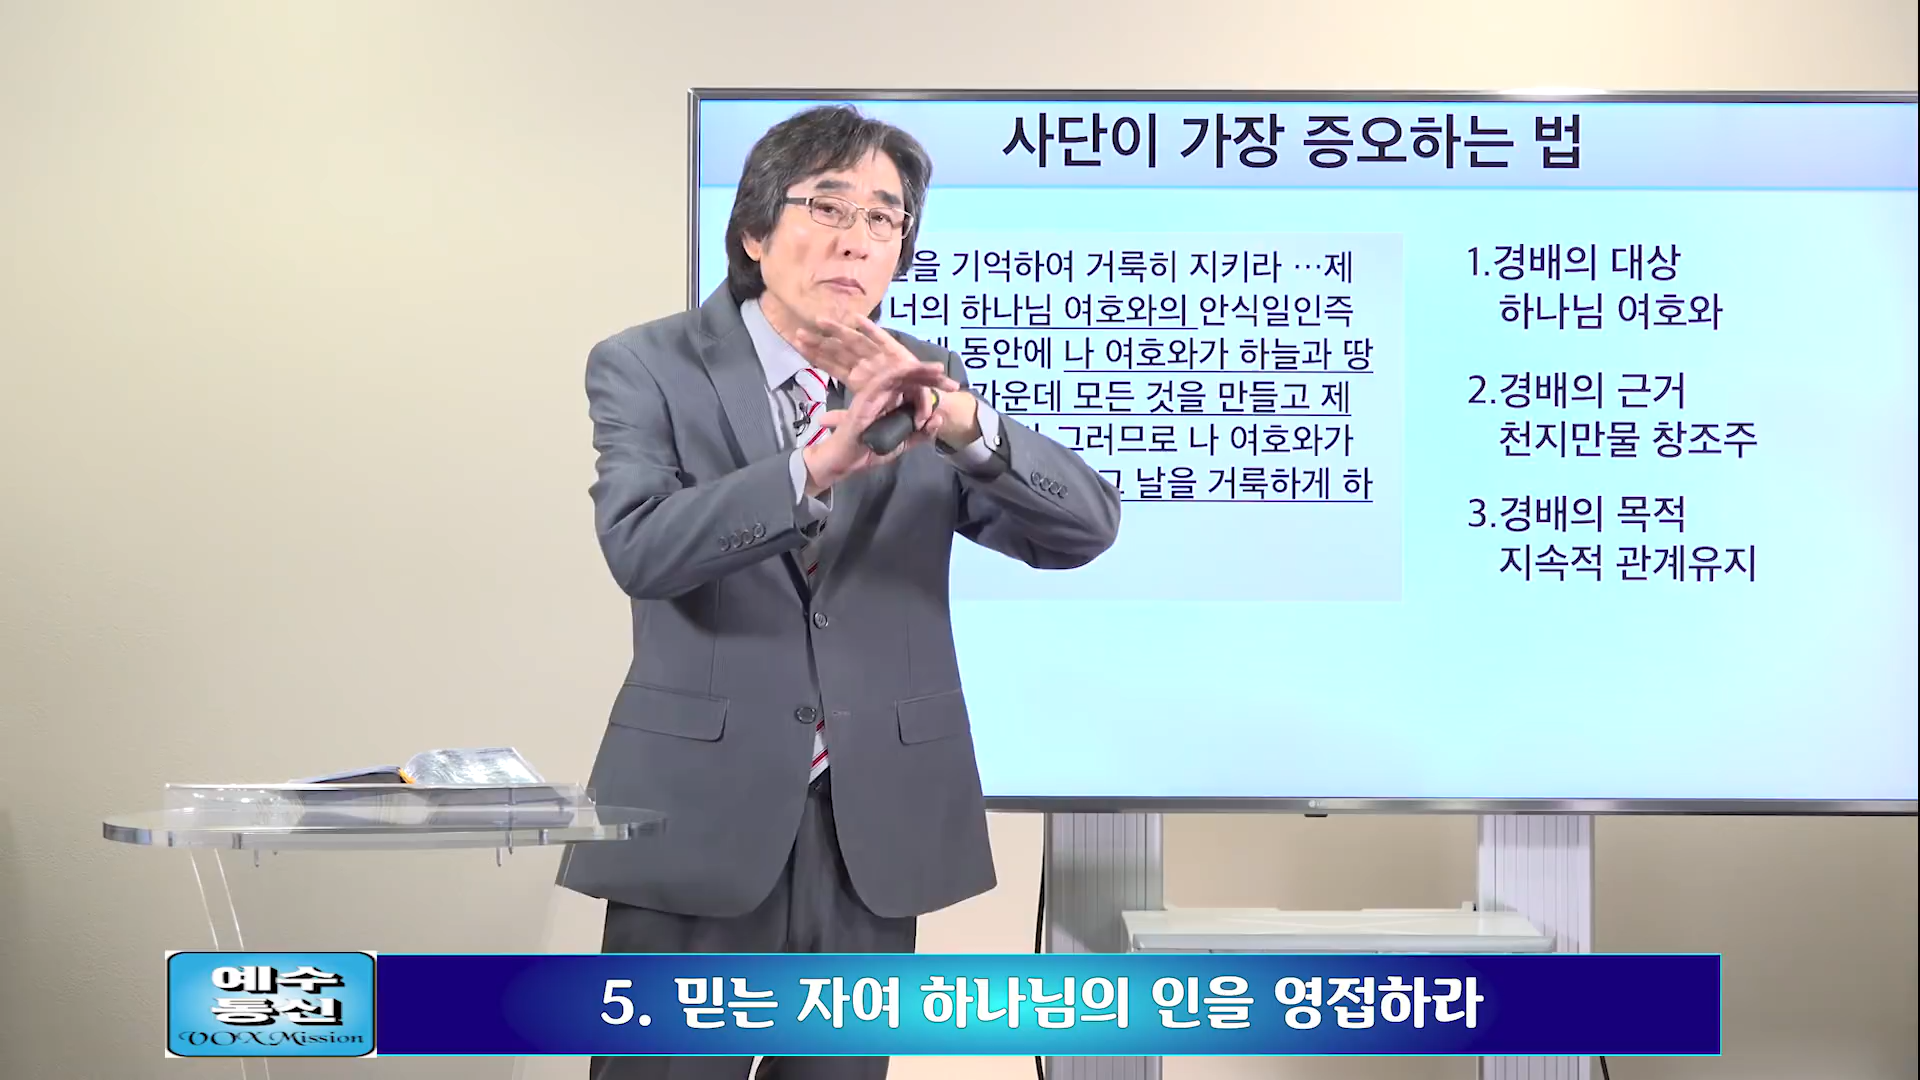 사단이 가장 증오하는 법
기억하여 거룩히 지키라 …제
너의 하나님 여호와의 안식일인즉
동안에 나 여호와가 하늘과 땅
가운데 모든 것을 만들고 제
그러므로 나 여호와가
그 날을 거룩하게 하
1.경배의 대상
하나님 여호와
2.경배의 근거
천지만물 창조주
3.경배의 목적
지속적 관계유지
LG
예수
통신
VOX Mission
5. 믿는 자여 하나님의 인을 영접하라